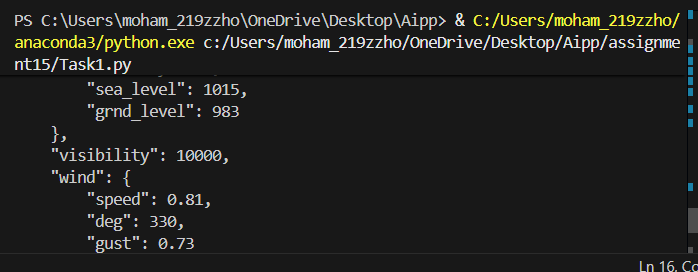 PS C:\Users\moham_219zzho\OneDrive\Desktop\Aipp> & C:/Users/moham_219zzho/
anaconda3/python.exe c:/Users/moham_219zzho/OneDrive/Desktop/Aipp/assignme
nt15/Task1.py
"sea_level": 1015,
"grnd_level": 983
},
"visibility": 10000,
"wind": {
"speed": 0.81,
"deg": 330,
"gust": 0.73
Ln 16, Co